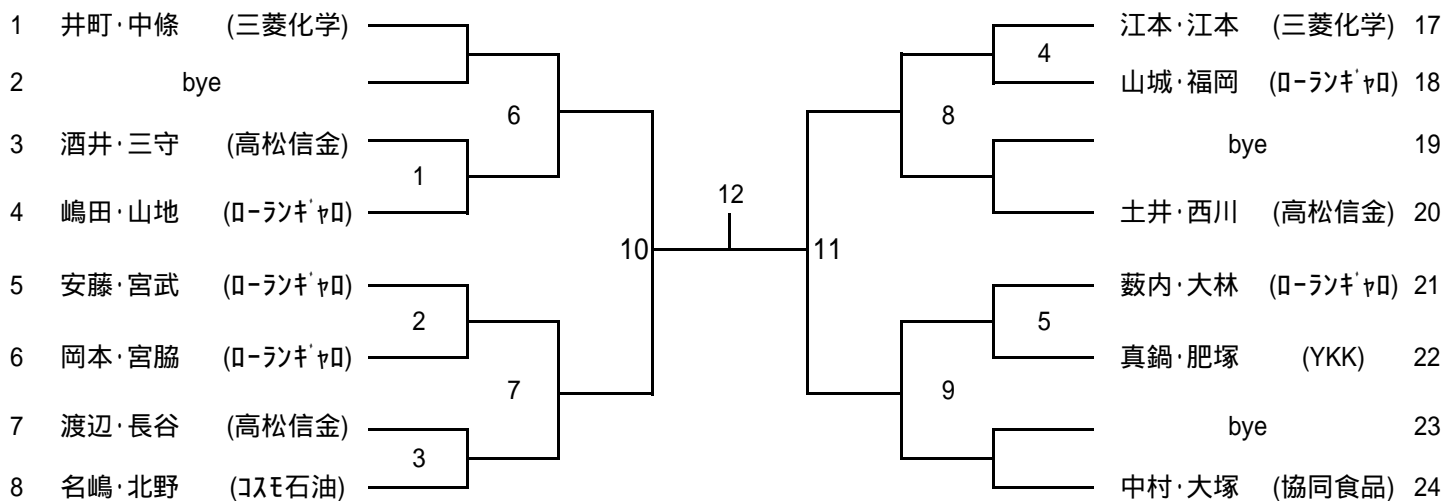 1 井町・中條 (三菱化学)
2 bye
6
3 酒井・三守 (高松信金)
1
4 嶋田・山地 (ﾛｰﾗﾝｷﾞｬﾛ)
10
5 安藤・宮武 (ﾛｰﾗﾝｷﾞｬﾛ)
2
6 岡本・宮脇 (ﾛｰﾗﾝｷﾞｬﾛ)
7
7 渡辺・長谷 (高松信金)
3
8 名嶋・北野 (ｺｽﾓ石油)
12
江本・江本 (三菱化学) 17
4
山城・福岡 (ﾛｰﾗﾝｷﾞｬﾛ) 18
8
bye 19
土井・西川 (高松信金) 20
11
薮内・大林 (ﾛｰﾗﾝｷﾞｬﾛ) 21
5
真鍋・肥塚 (YKK) 22
9
bye 23
中村・大塚 (協同食品) 24